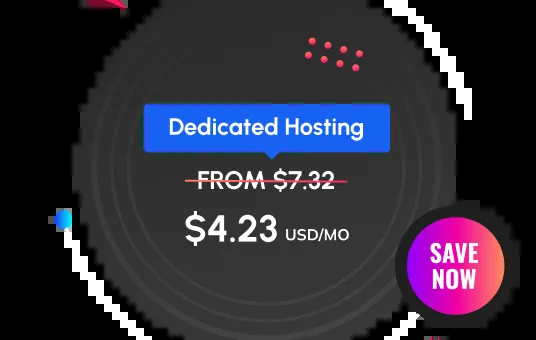 Dedicated Hosting
FROM $7.32
$4.23 USD/MO
SAVE
NOW